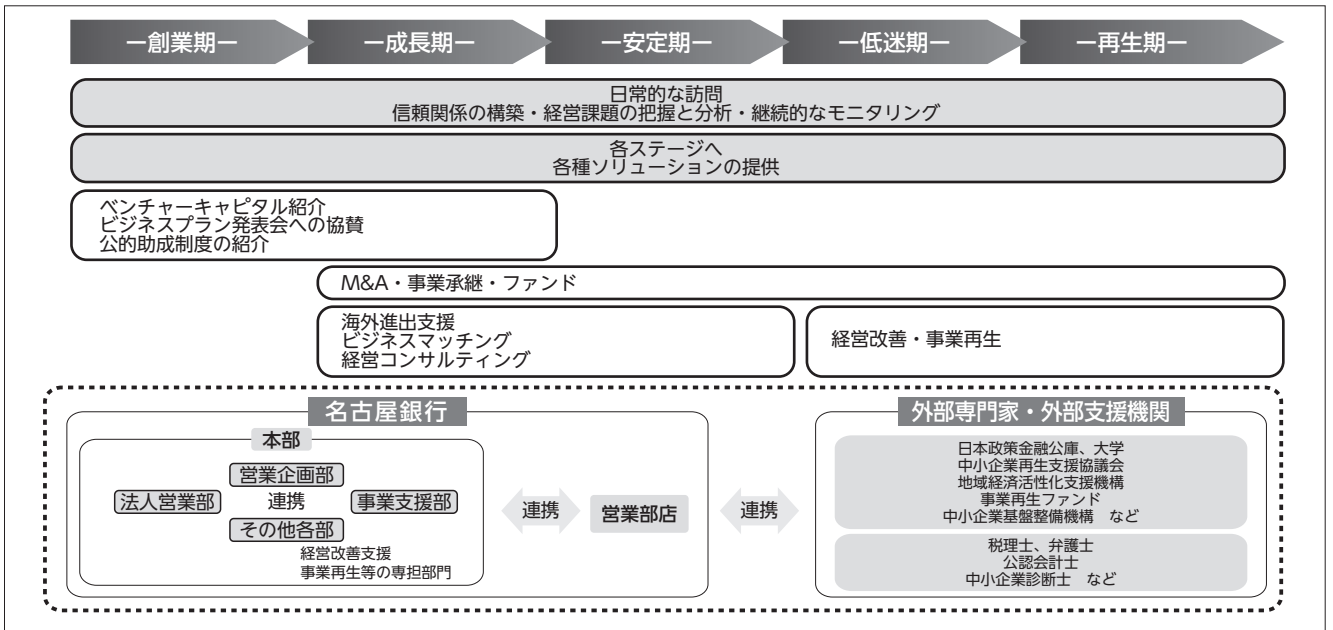 ー創業期ー
ー成長期ー
ー安定期ー
ー低迷期ー
ー再生期ー
日常的な訪問
信頼関係の構築・経営課題の把握と分析・継続的なモニタリング
各ステージへ
各種ソリューションの提供
ベンチャーキャピタル紹介
ビジネスプラン発表会への協賛
公的助成制度の紹介
M&A・事業承継・ファンド
海外進出支援
ビジネスマッチング
経営コンサルティング
経営改善・事業再生
名古屋銀行
本部
営業企画部
法人営業部
連携
事業支援部
その他各部
経営改善支援
事業再生等の専担部門
連携
営業部店
連携
外部専門家・外部支援機関
日本政策金融公庫、大学
中小企業再生支援協議会
地域経済活性化支援機構
事業再生ファンド
中小企業基盤整備機構　など
税理士、弁護士
公認会計士
中小企業診断士　など